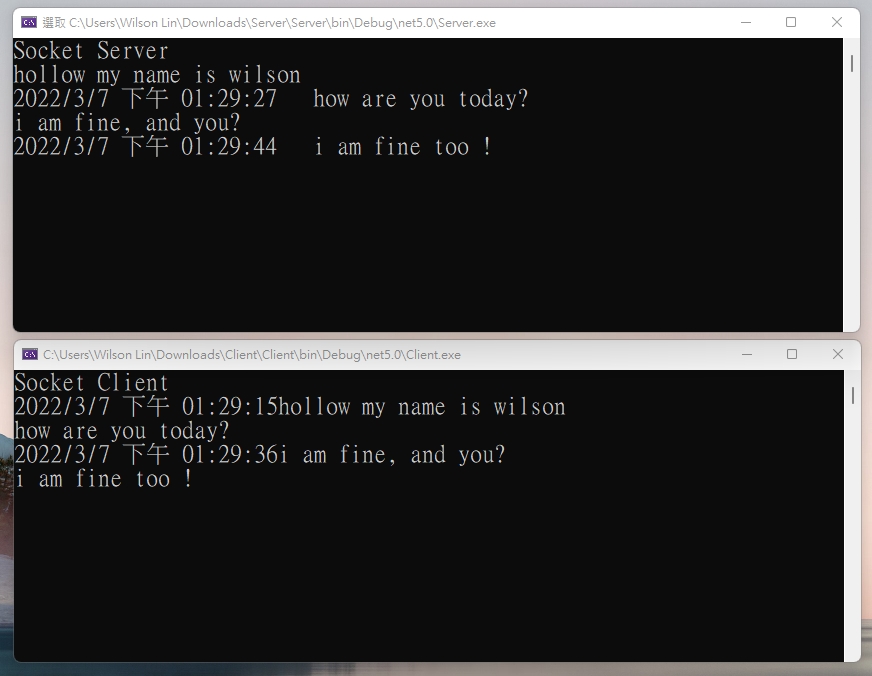 選取 C:\Users\Wilson Lin\Downloads\Server\Server\bin\Debug\net5.0\Server.exe
Socket Server
hollow my name is wilson
2022/3/7 下午 01:29:27   how are you today?
i am fine, and you?
2022/3/7 下午 01:29:44   i am fine too !
C:\Users\Wilson Lin\Downloads\Client\Client\bin\Debug\net5.0\Client.exe
Socket Client
2022/3/7 下午 01:29:15hollow my name is wilson
how are you today?
2022/3/7 下午 01:29:36i am fine, and you?
i am fine too !